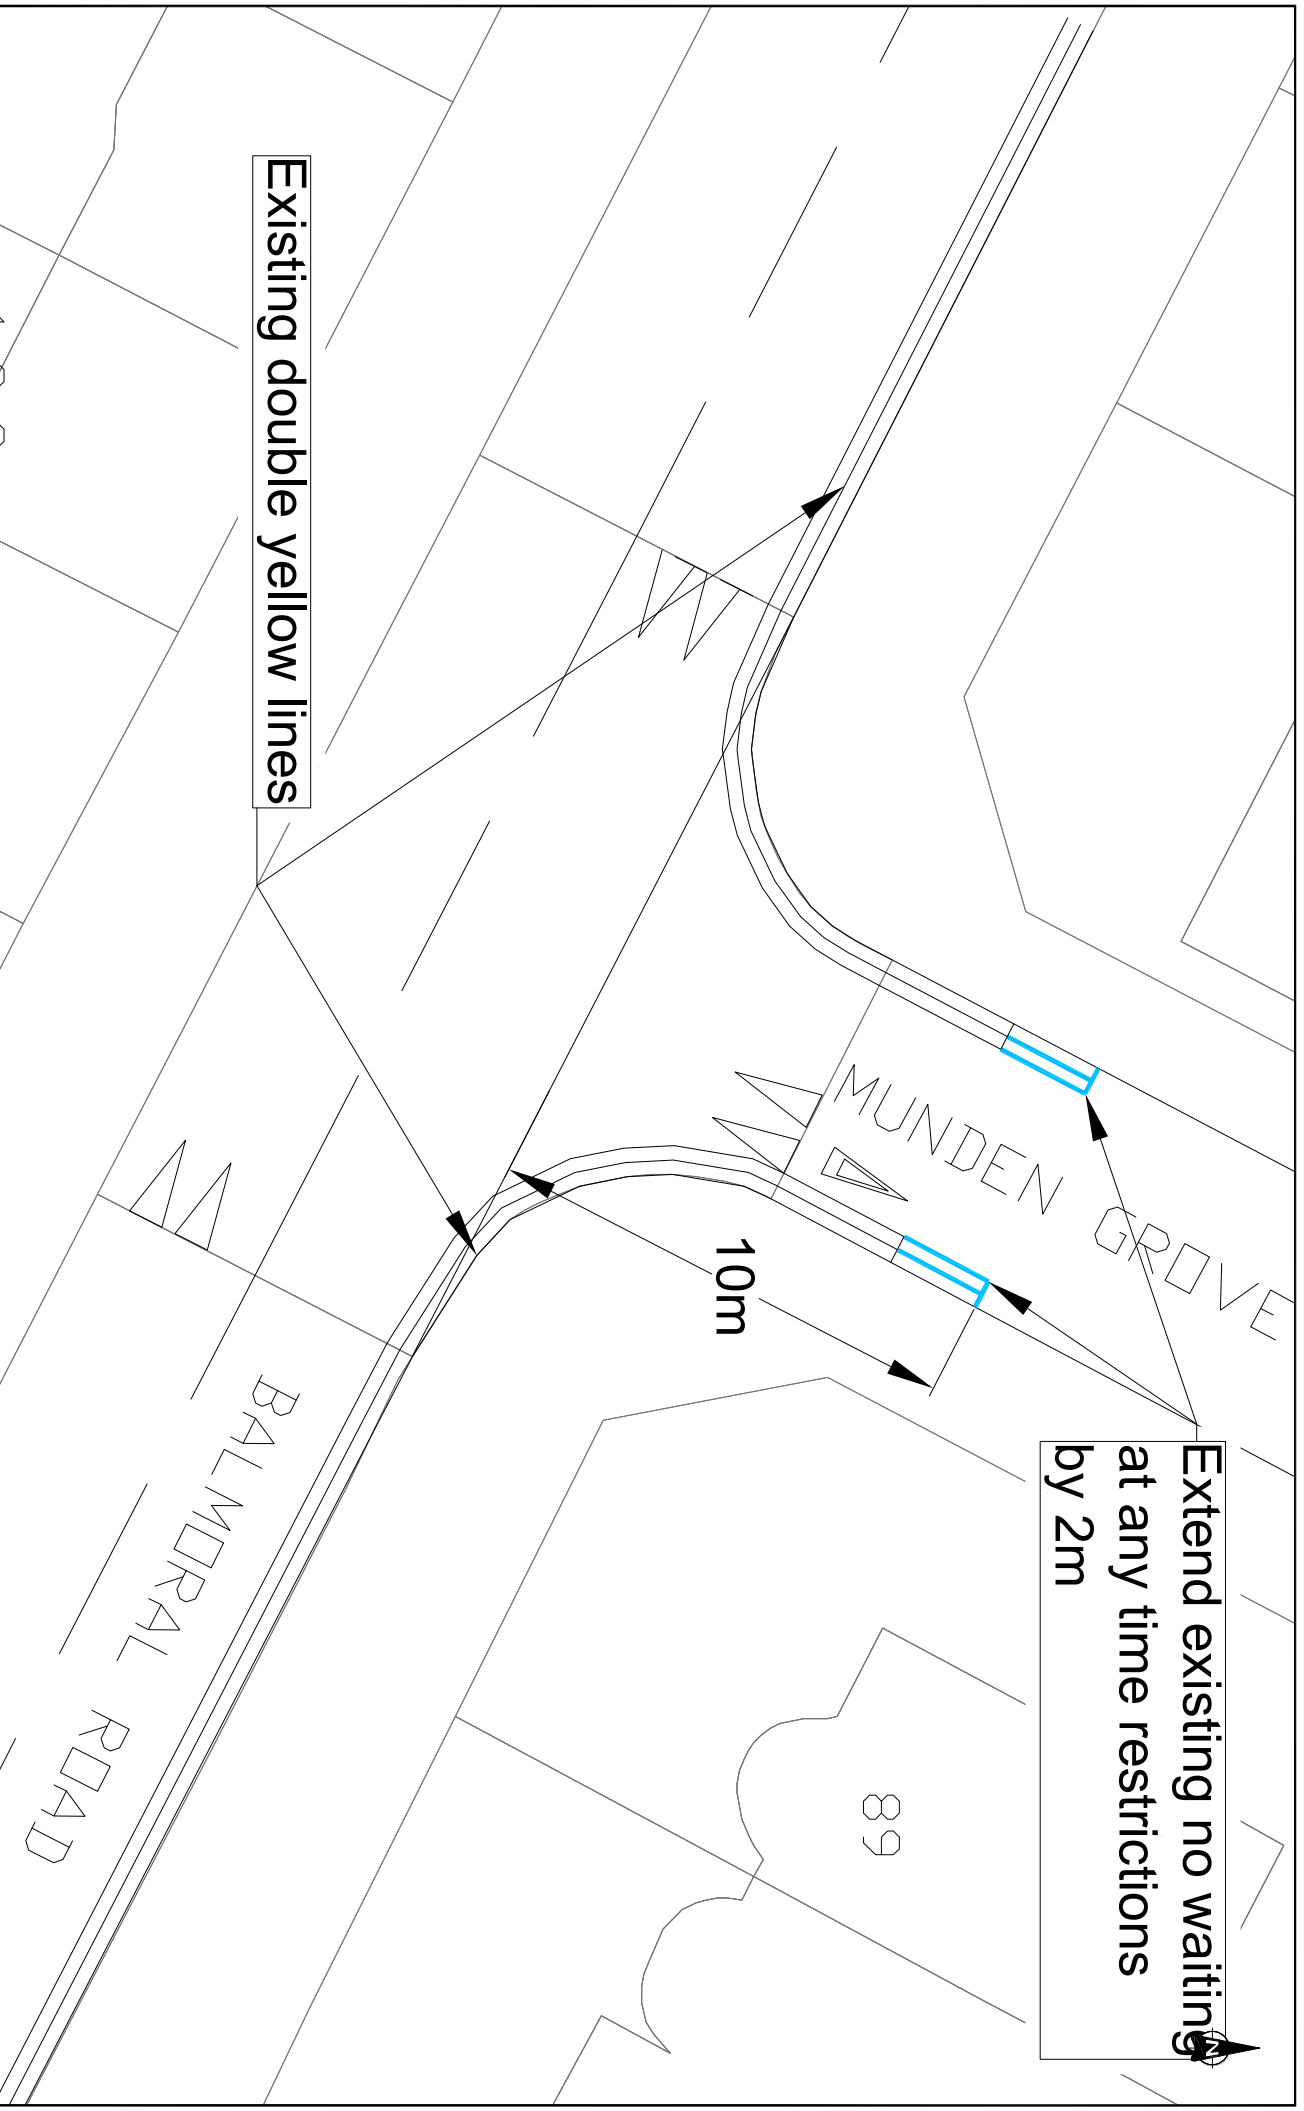 Extend existing no waiting
at any time restrictions
by 2m
MUNDEN GROVE
89
10m
Existing double yellow lines
BALMORAL ROAD
N